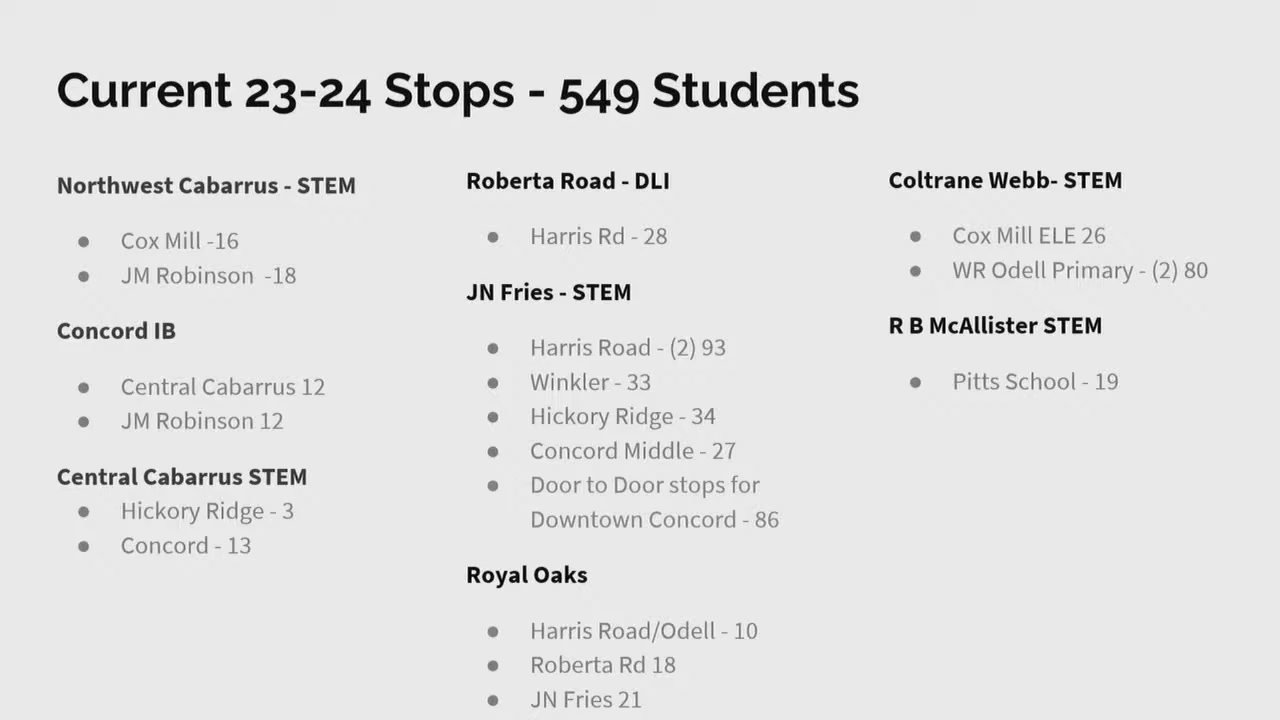 Current 23-24 Stops - 549 Students
Northwest Cabarrus - STEM
● Cox Mill -16
● JM Robinson  -18
Concord IB
● Central Cabarrus 12
● JM Robinson 12
Central Cabarrus STEM
● Hickory Ridge - 3
● Concord - 13
Roberta Road - DLI
● Harris Rd - 28
JN Fries - STEM
● Harris Road - (2) 93
● Winkler - 33
● Hickory Ridge - 34
● Concord Middle - 27
● Door to Door stops for
Downtown Concord - 86
Royal Oaks
● Harris Road/Odell - 10
● Roberta Rd 18
● JN Fries 21
Coltrane Webb- STEM
● Cox Mill ELE 26
● WR Odell Primary - (2) 80
R B McAllister STEM
● Pitts School - 19